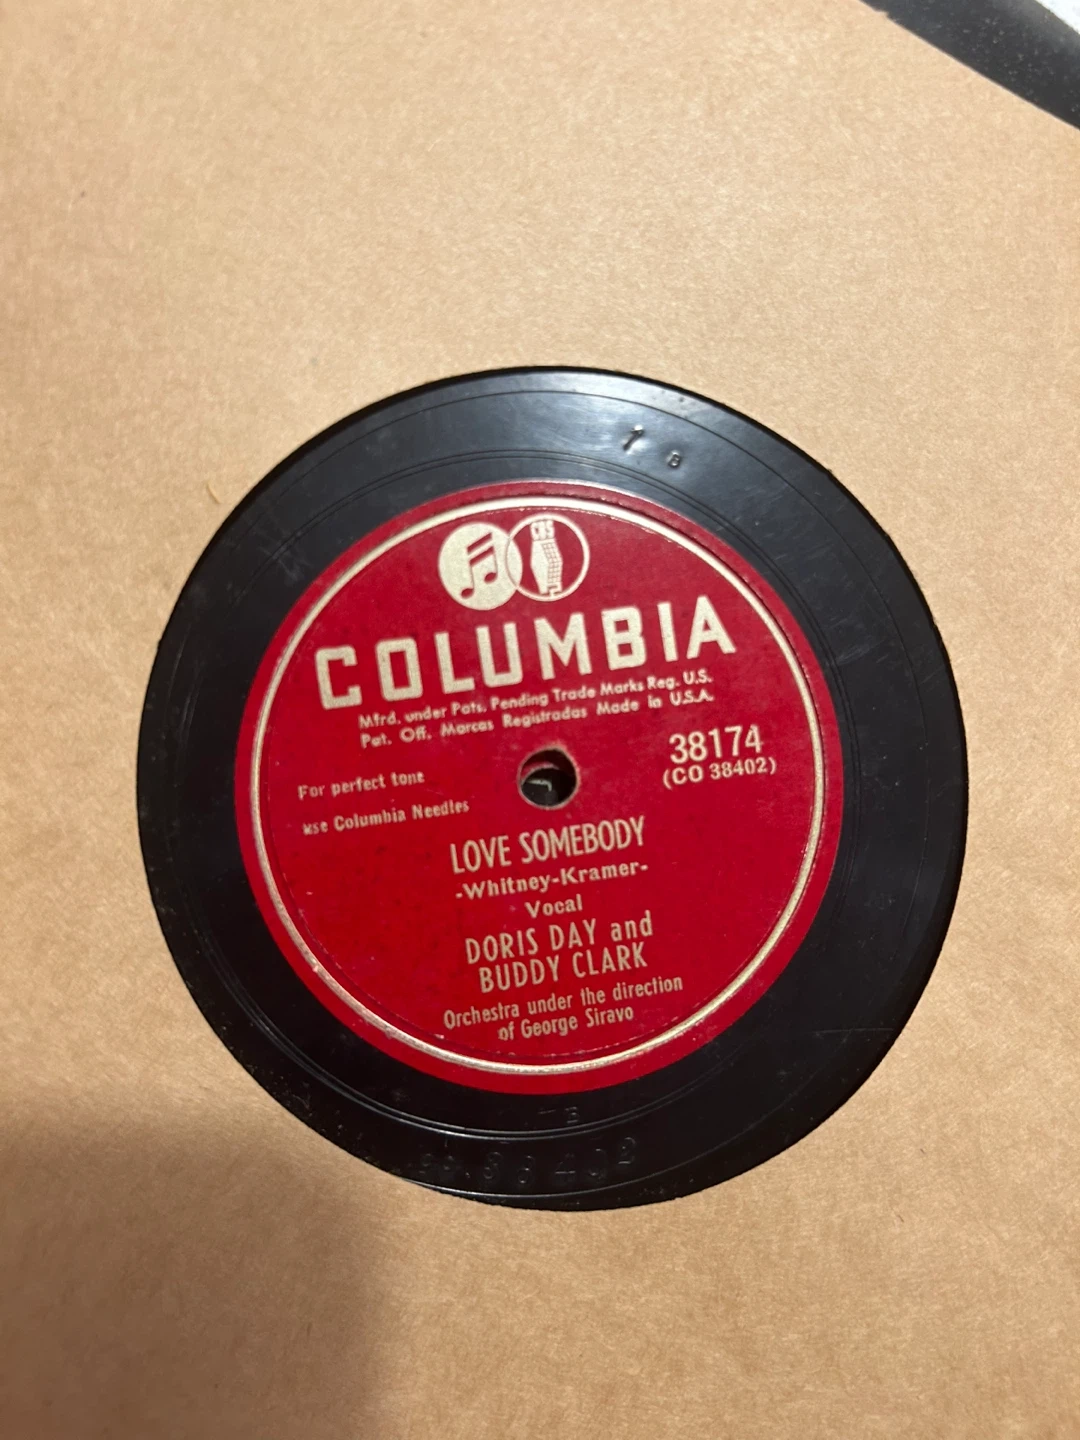 1 B
CBS
COLUMBIA
Mfrd. under Pats. Pending Trade Marks Reg. U.S.
Pat. Off. Marcas Registradas Made in U.S.A.
38174
(CO 38402)
For perfect tone
use Columbia Needles
LOVE SOMEBODY
-Whitney-Kramer-
Vocal
DORIS DAY and
BUDDY CLARK
Orchestra under the direction
of George Siravo
B
38402